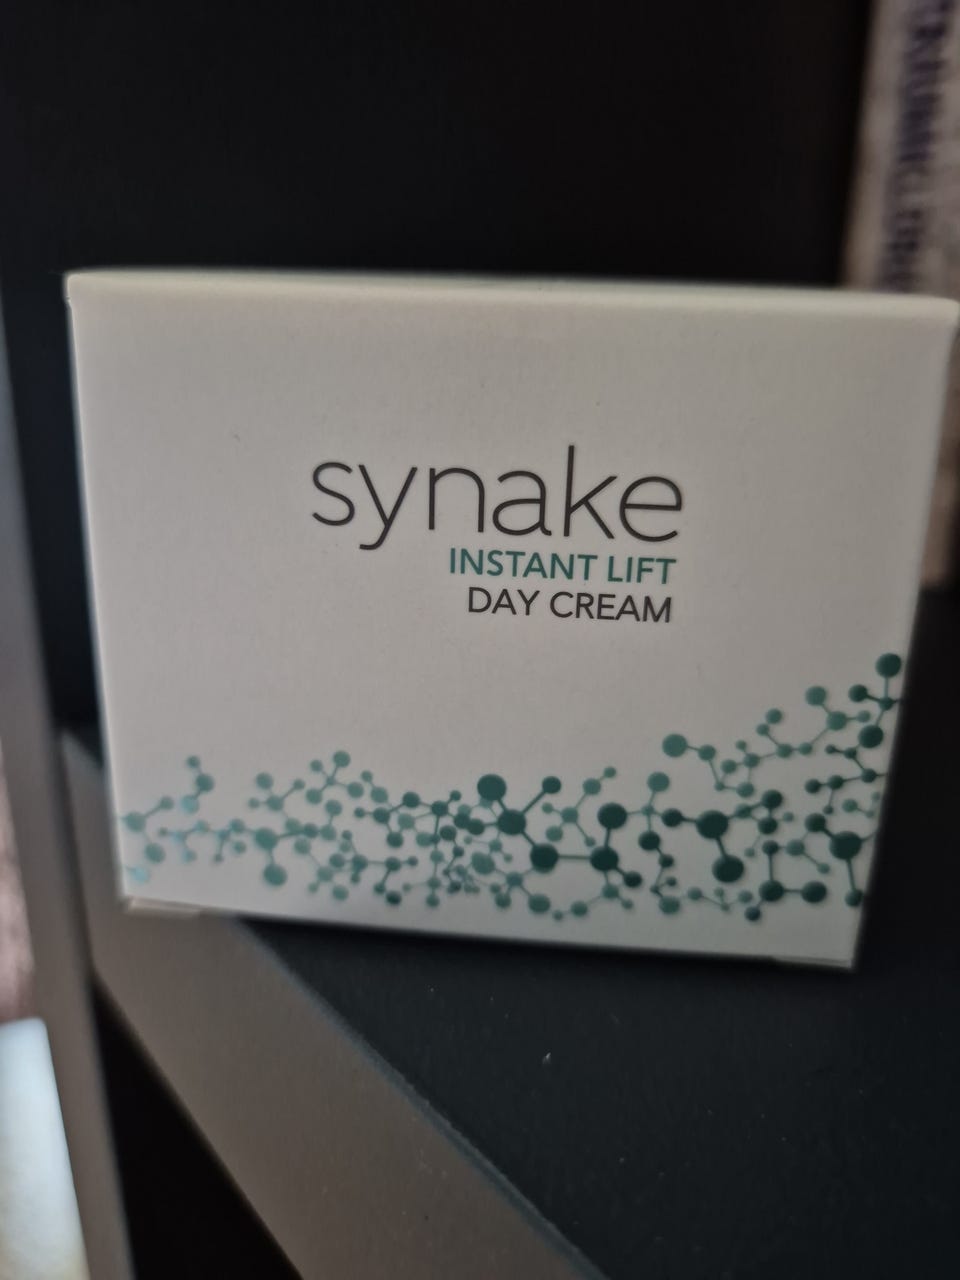 synake
INSTANT LIFT
DAY CREAM